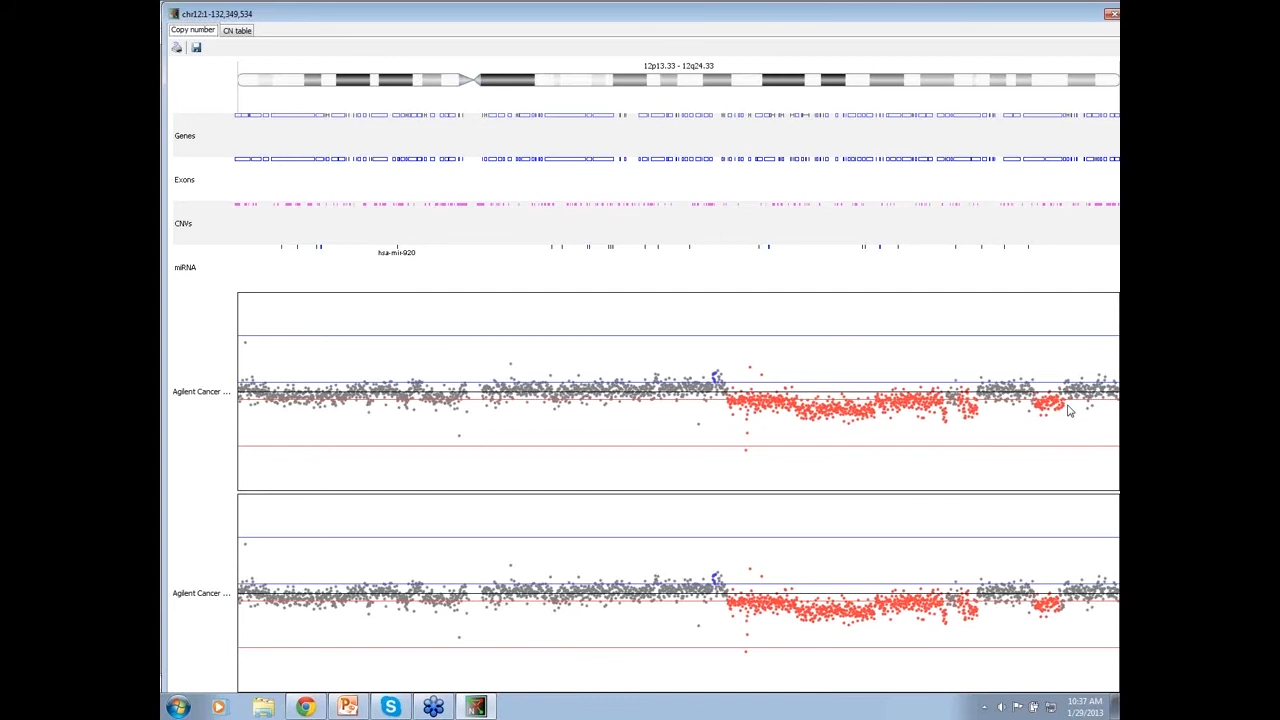 chr12:1-132,349,534
Copy number CN table
12p13.33 - 12q24.33
Genes
Exons
CNVs
hsa-mir-920
miRNA
Agilent Cancer ...
Agilent Cancer ...
10:37 AM
1/29/2013